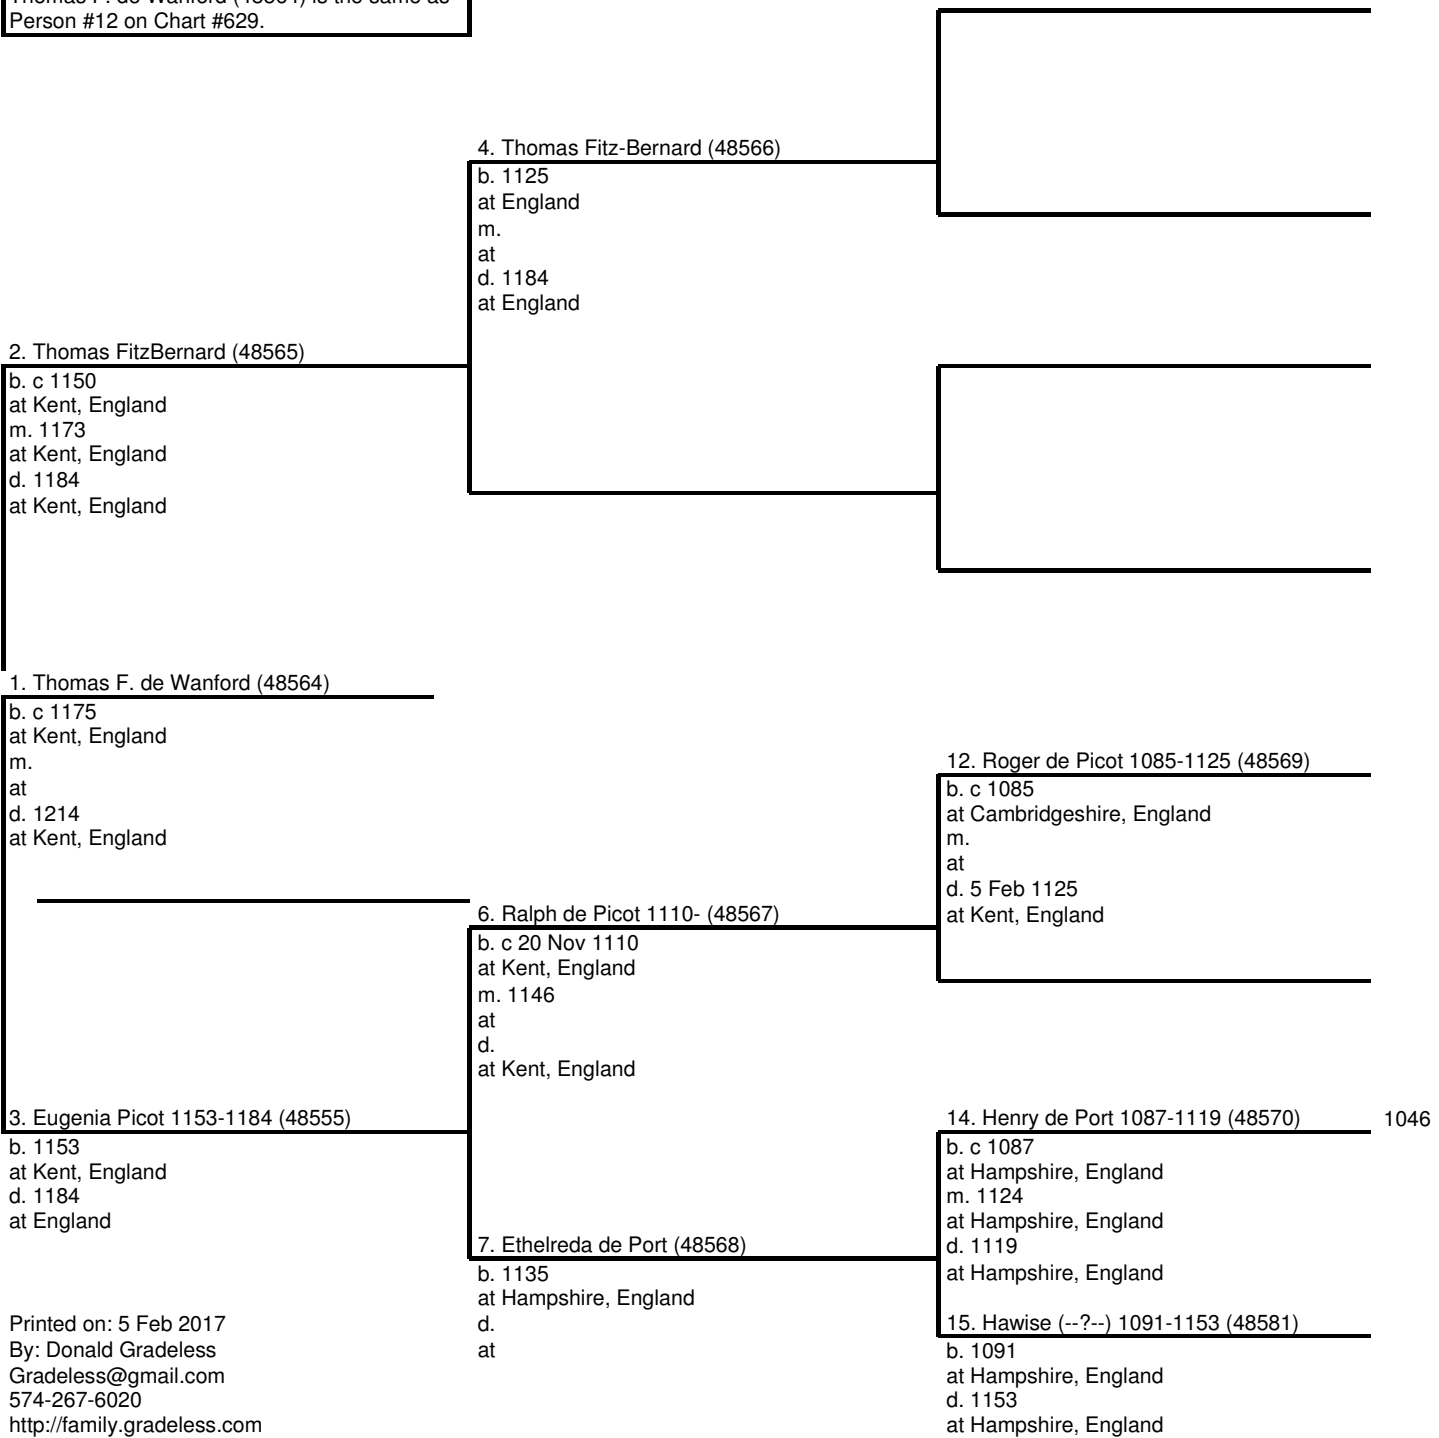 Thomas F. de Wanford (48564) is the same as
Person #12 on Chart #629.
4. Thomas Fitz-Bernard (48566)
b. 1125
at England
m.
at
d. 1184
at England
2. Thomas FitzBernard (48565)
b. c 1150
at Kent, England
m. 1173
at Kent, England
d. 1184
at Kent, England
1. Thomas F. de Wanford (48564)
b. c 1175
at Kent, England
m.
at
d. 1214
at Kent, England
12. Roger de Picot 1085-1125 (48569)
b. c 1085
at Cambridgeshire, England
m.
at
d. 5 Feb 1125
at Kent, England
6. Ralph de Picot 1110- (48567)
b. c 20 Nov 1110
at Kent, England
m. 1146
at
d.
at Kent, England
3. Eugenia Picot 1153-1184 (48555)
b. 1153
at Kent, England
d. 1184
at England
14. Henry de Port 1087-1119 (48570) 1046
b. c 1087
at Hampshire, England
m. 1124
at Hampshire, England
d. 1119
at Hampshire, England
7. Ethelreda de Port (48568)
b. 1135
at Hampshire, England
d.
at
15. Hawise (--?--) 1091-1153 (48581)
b. 1091
at Hampshire, England
d. 1153
at Hampshire, England
Printed on: 5 Feb 2017
By: Donald Gradeless
Gradeless@gmail.com
574-267-6020
http://family.gradeless.com